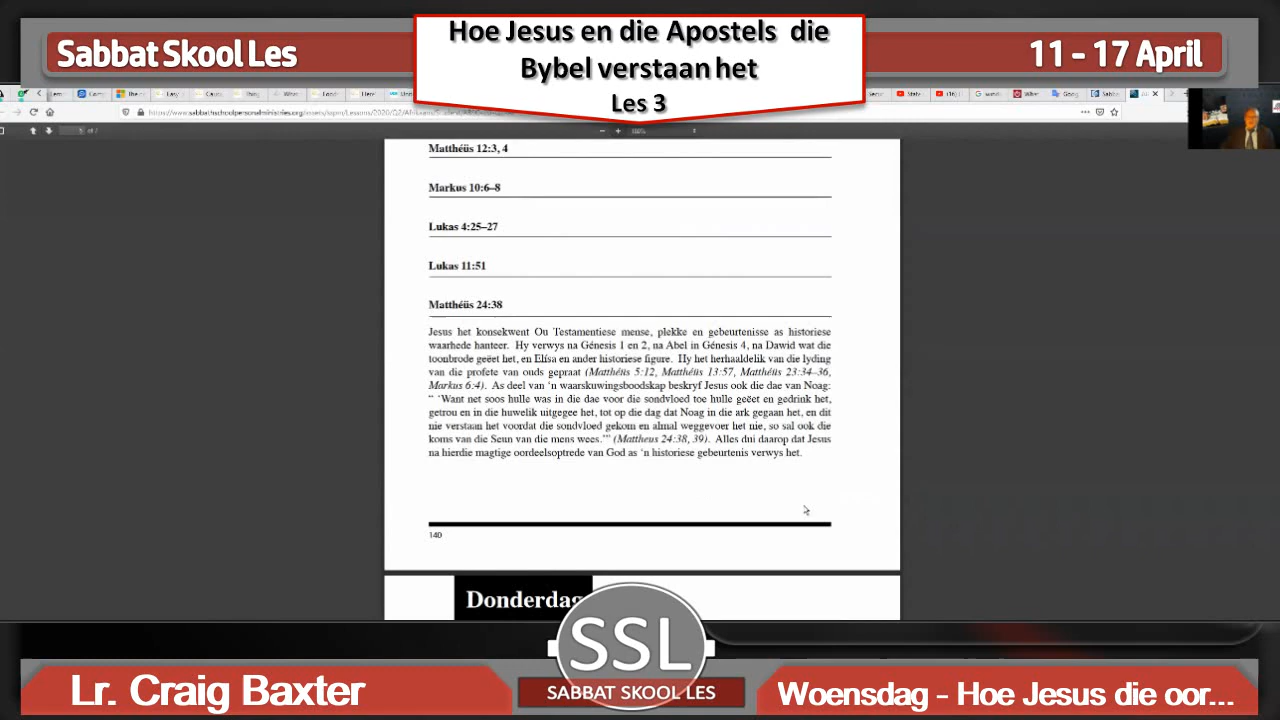 Sabbat Skool Les
Hoe Jesus en die Apostels die
Bybel verstaan het
Les 3
11 - 17 April
Matthéüs 12:3, 4
Markus 10:6–8
Lukas 4:25–27
Lukas 11:51
Matthéüs 24:38
Jesus het konsekwent Ou Testamentiese mense, plekke en gebeurtenisse as historiese
waarhede hanteer. Hy verwys na Génesis 1 en 2, na Abel in Génesis 4, na Dawid wat die
toonbrode geëet het, en Elísa en ander historiese figure. Hy het herhaaldelik van die lyding
van die profete van ouds gepraat (Matthéüs 5:12, Matthéüs 13:57, Matthéüs 23:34–36,
Markus 6:4). As deel van ‘n waarskuwingsboodskap beskryf Jesus ook die dae van Noag:
“ ‘Want net soos hulle was in die dae voor die sondvloed toe hulle geëet en gedrink het,
getrou en in die huwelik uitgegee het, tot op die dag dat Noag in die ark gegaan het, en dit
nie verstaan het voordat die sondvloed gekom en almal weggevoer het nie, so sal ook die
koms van die Seun van die mens wees.’” (Mattheus 24:38, 39). Alles dni daarop dat Jesus
na hierdie magtige oordeelsoptrede van God as ‘n historiese gebeurtenis verwys het.
140
Donderdag
SSL
SABBAT SKOOL LES
Lr. Craig Baxter
Woensdag - Hoe Jesus die oor...